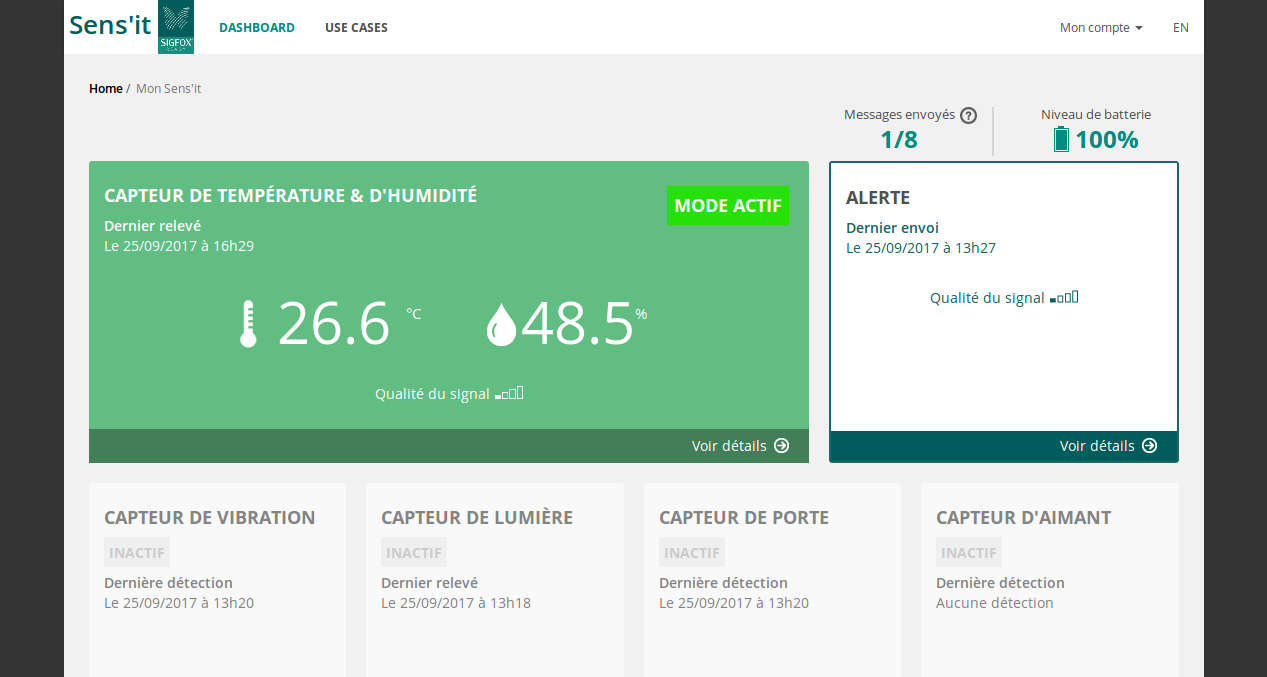 Sens'it
SIGFOX
READY
DASHBOARD
USE CASES
Mon compte
EN
Home / Mon Sens'it
Messages envoyés ?
1/8
Niveau de batterie
100%
CAPTEUR DE TEMPÉRATURE & D'HUMIDITÉ
MODE ACTIF
Dernier relevé
Le 25/09/2017 à 16h29
26.6 °C
48.5 %
Qualité du signal
Voir détails
ALERTE
Dernier envoi
Le 25/09/2017 à 13h27
Qualité du signal
Voir détails
CAPTEUR DE VIBRATION
INACTIF
Dernière détection
Le 25/09/2017 à 13h20
CAPTEUR DE LUMIÈRE
INACTIF
Dernier relevé
Le 25/09/2017 à 13h18
CAPTEUR DE PORTE
INACTIF
Dernière détection
Le 25/09/2017 à 13h20
CAPTEUR D'AIMANT
INACTIF
Dernière détection
Aucune détection